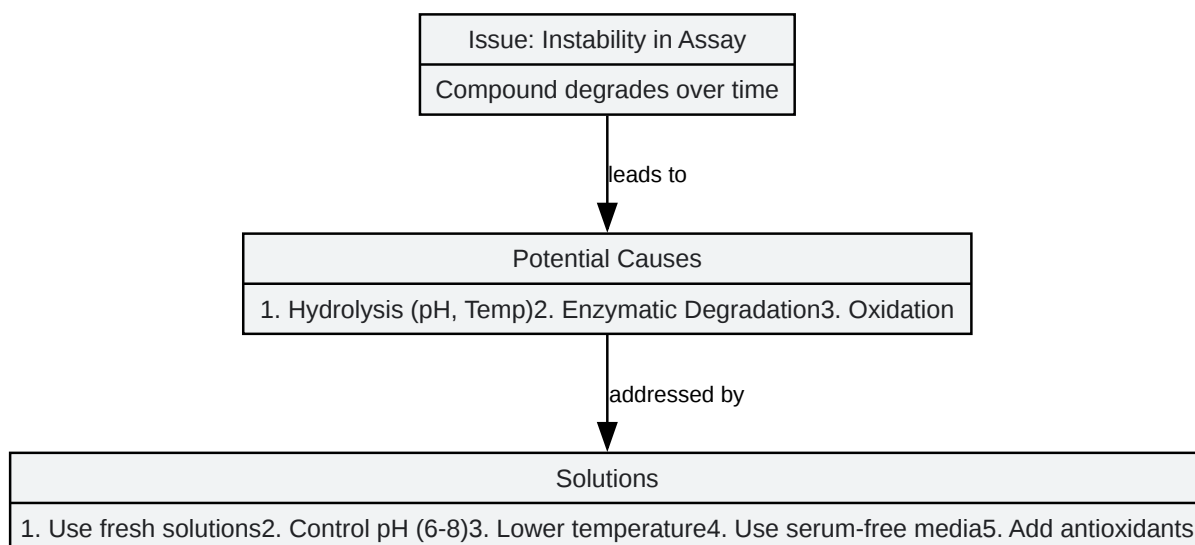 Issue: Instability in Assay
Compound degrades over time
leads to
Potential Causes
1. Hydrolysis (pH, Temp)2. Enzymatic Degradation3. Oxidation
addressed by
Solutions
1. Use fresh solutions2. Control pH (6-8)3. Lower temperature4. Use serum-free media5. Add antioxidants